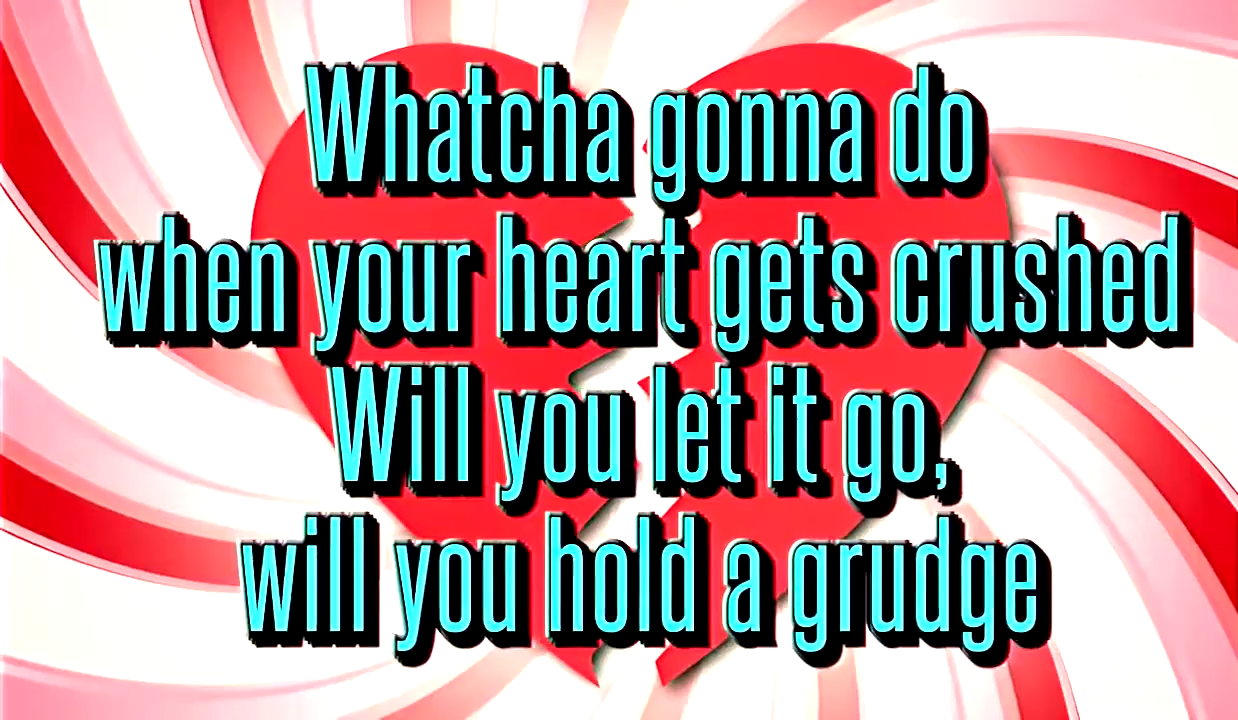 Whatcha gonna do
when your heart gets crushed
Will you let it go,
will you hold a grudge